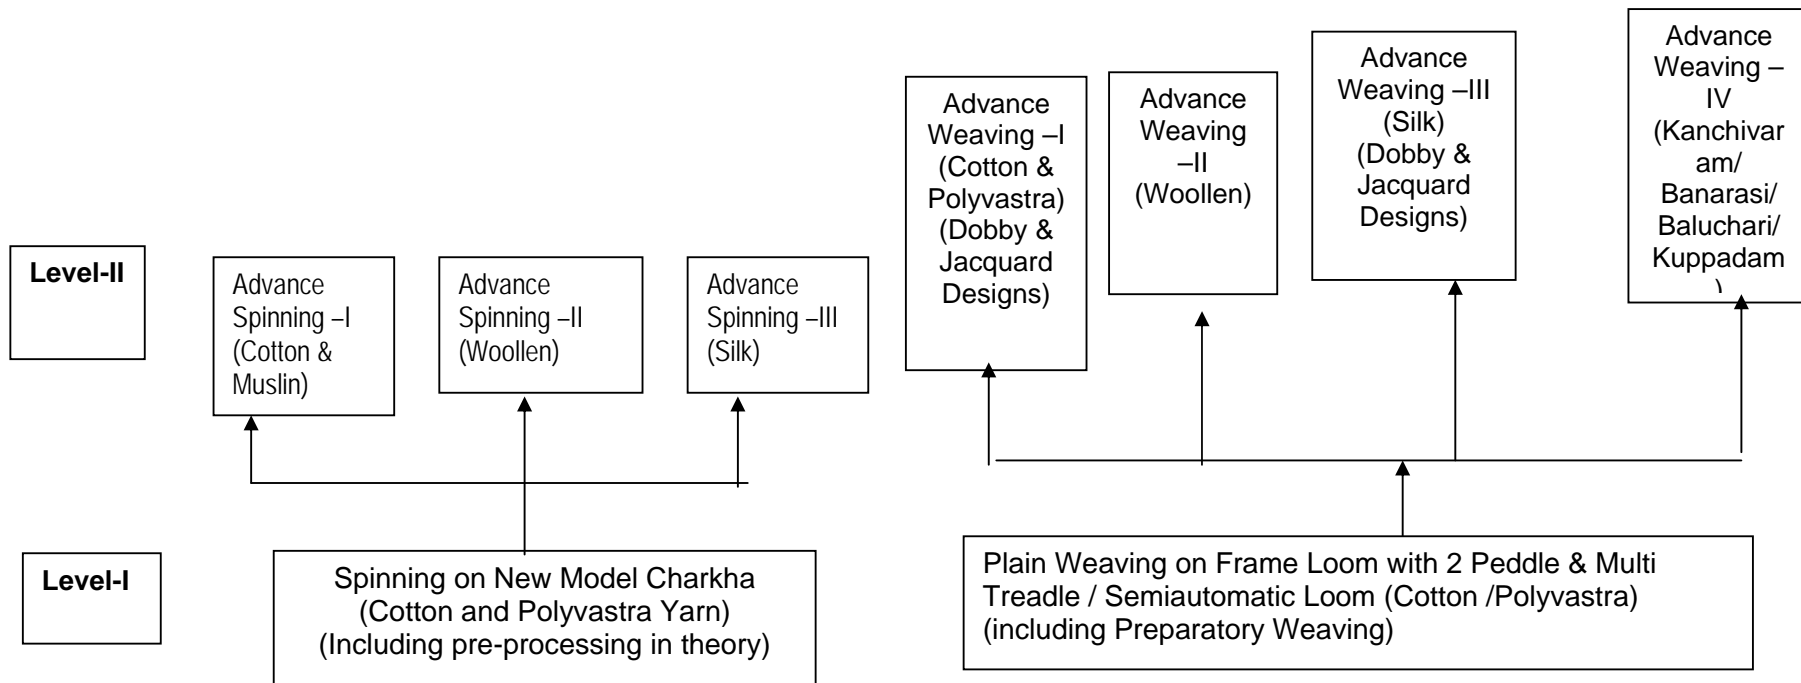 Level-II
Advance
Spinning –I
(Cotton &
Muslin)
Advance
Spinning –II
(Woollen)
Advance
Spinning –III
(Silk)
Advance
Weaving –I
(Cotton &
Polyvastra)
(Dobby &
Jacquard
Designs)
Advance
Weaving
–II
(Woollen)
Advance
Weaving –III
(Silk)
(Dobby &
Jacquard
Designs)
Advance
Weaving –
IV
(Kanchivar
am/
Banarasi/
Baluchari/
Kuppadam
)
Level-I
Spinning on New Model Charkha
(Cotton and Polyvastra Yarn)
(Including pre-processing in theory)
Plain Weaving on Frame Loom with 2 Peddle & Multi
Treadle / Semiautomatic Loom (Cotton /Polyvastra)
(including Preparatory Weaving)